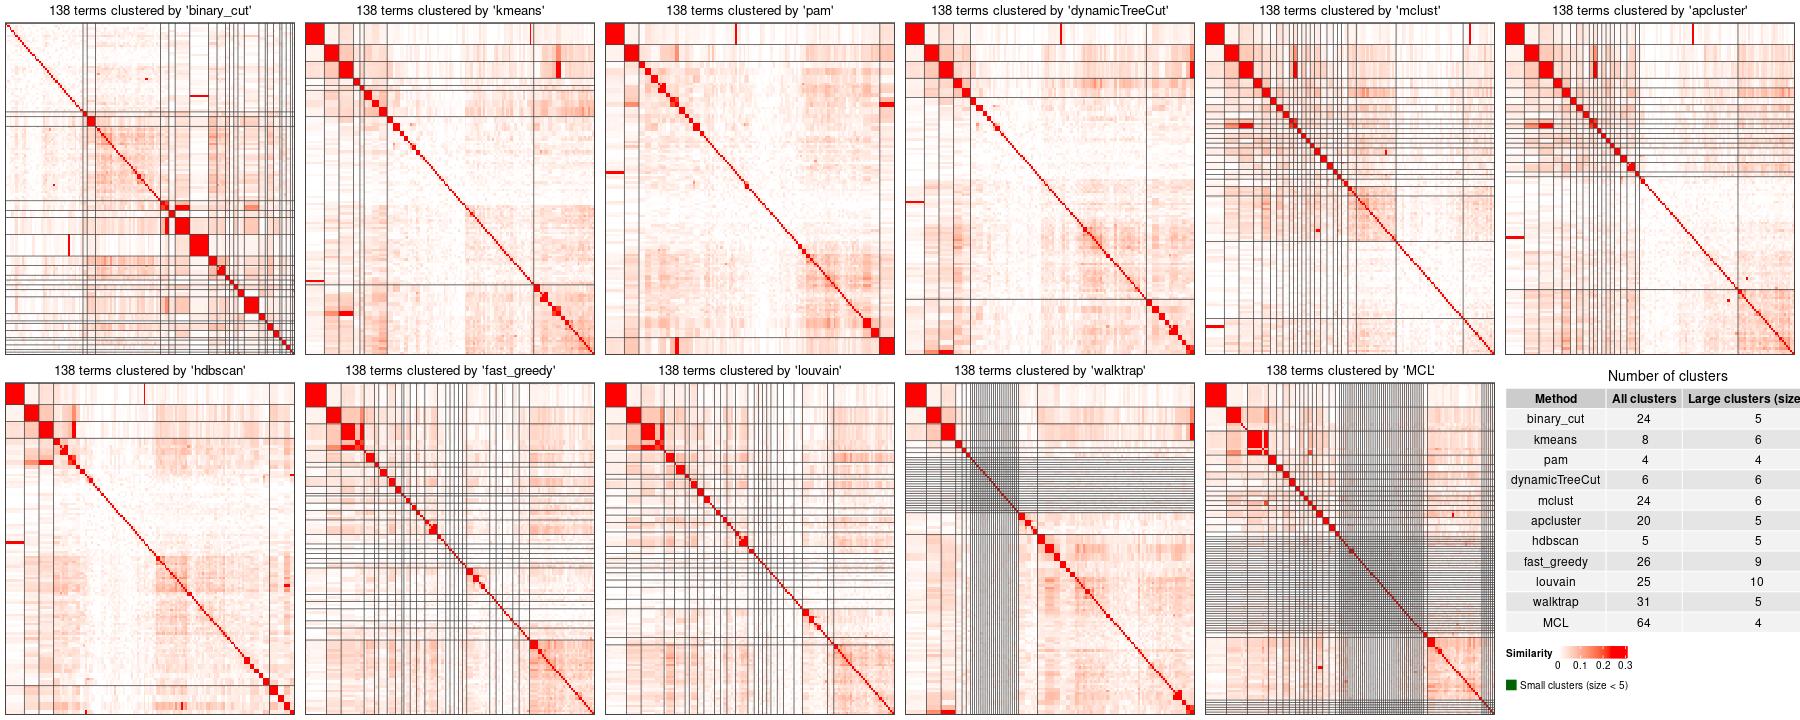 138 terms clustered by 'binary_cut'
138 terms clustered by 'kmeans'
138 terms clustered by 'pam'
138 terms clustered by 'dynamicTreeCut'
138 terms clustered by 'mclust'
138 terms clustered by 'apcluster'
138 terms clustered by 'hdbscan'
138 terms clustered by 'fast_greedy'
138 terms clustered by 'louvain'
138 terms clustered by 'walktrap'
138 terms clustered by 'MCL'
Number of clusters
Method All clusters Large clusters (size
binary_cut 24 5
kmeans 8 6
pam 4 4
dynamicTreeCut 6 6
mclust 24 6
apcluster 20 5
hdbscan 5 5
fast_greedy 26 9
louvain 25 10
walktrap 31 5
MCL 64 4
Similarity
0 0.1 0.2 0.3
Small clusters (size < 5)